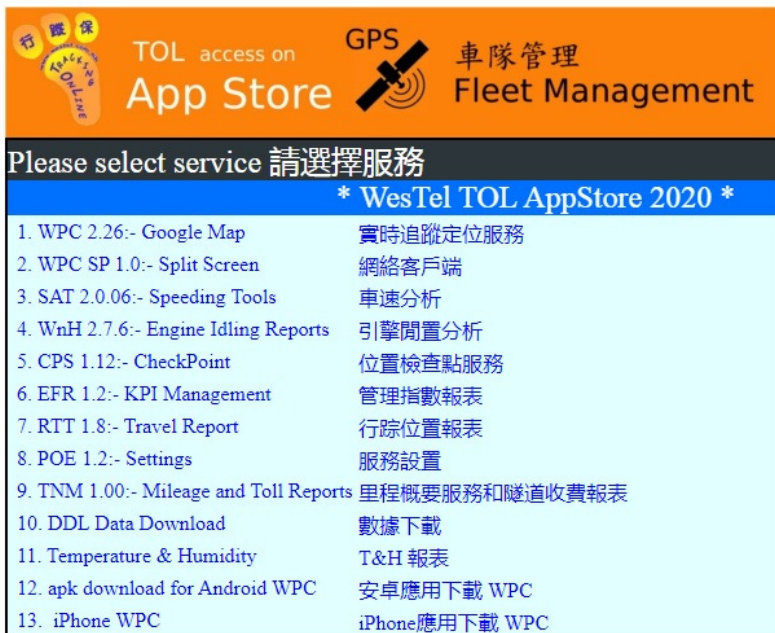 行蹤保
TRACKING ONLINE
TOL access on
App Store
GPS
車隊管理
Fleet Management
Please select service 請選擇服務
* WesTel TOL AppStore 2020 *
1. WPC 2.26:- Google Map 實時追蹤定位服務
2. WPC SP 1.0:- Split Screen 網絡客戶端
3. SAT 2.0.06:- Speeding Tools 車速分析
4. WnH 2.7.6:- Engine Idling Reports 引擎閒置分析
5. CPS 1.12:- CheckPoint 位置檢查點服務
6. EFR 1.2:- KPI Management 管理指數報表
7. RTT 1.8:- Travel Report 行踪位置報表
8. POE 1.2:- Settings 服務設置
9. TNM 1.00:- Mileage and Toll Reports 里程概要服務和隧道收費報表
10. DDL Data Download 數據下載
11. Temperature & Humidity T&H 報表
12. apk download for Android WPC 安卓應用下載 WPC
13. iPhone WPC iPhone應用下載 WPC